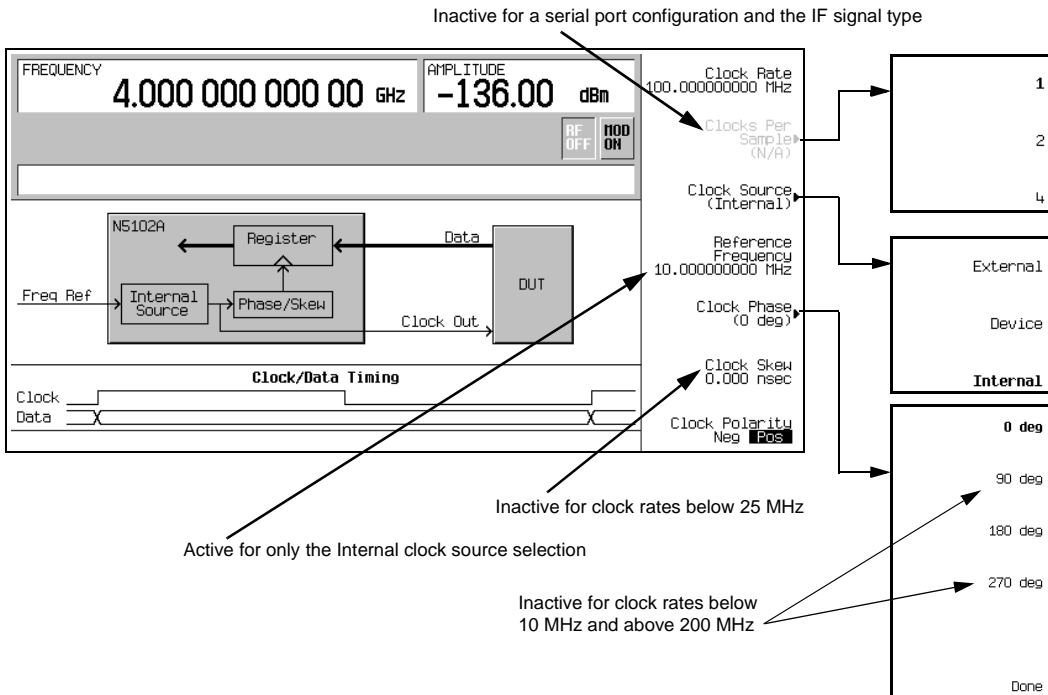 Inactive for a serial port configuration and the IF signal type
FREQUENCY
4.000 000 000 00 GHz
AMPLITUDE
-136.00 dBm
RF
OFF
MOD
ON
N5102A
Register
Data
DUT
Freq Ref
Internal
Source
Phase/Skew
Clock Out
Clock/Data Timing
Clock
Data
Clock Rate
100.000000000 MHz
Clocks Per
Sample
(N/A)
Clock Source
(Internal)
Reference
Frequency
10.000000000 MHz
Clock Phase
(0 deg)
Clock Skew
0.000 nsec
Clock Polarity
Neg Pos
1
2
4
External
Device
Internal
0 deg
90 deg
180 deg
270 deg
Done
Inactive for clock rates below 25 MHz
Active for only the Internal clock source selection
Inactive for clock rates below
10 MHz and above 200 MHz